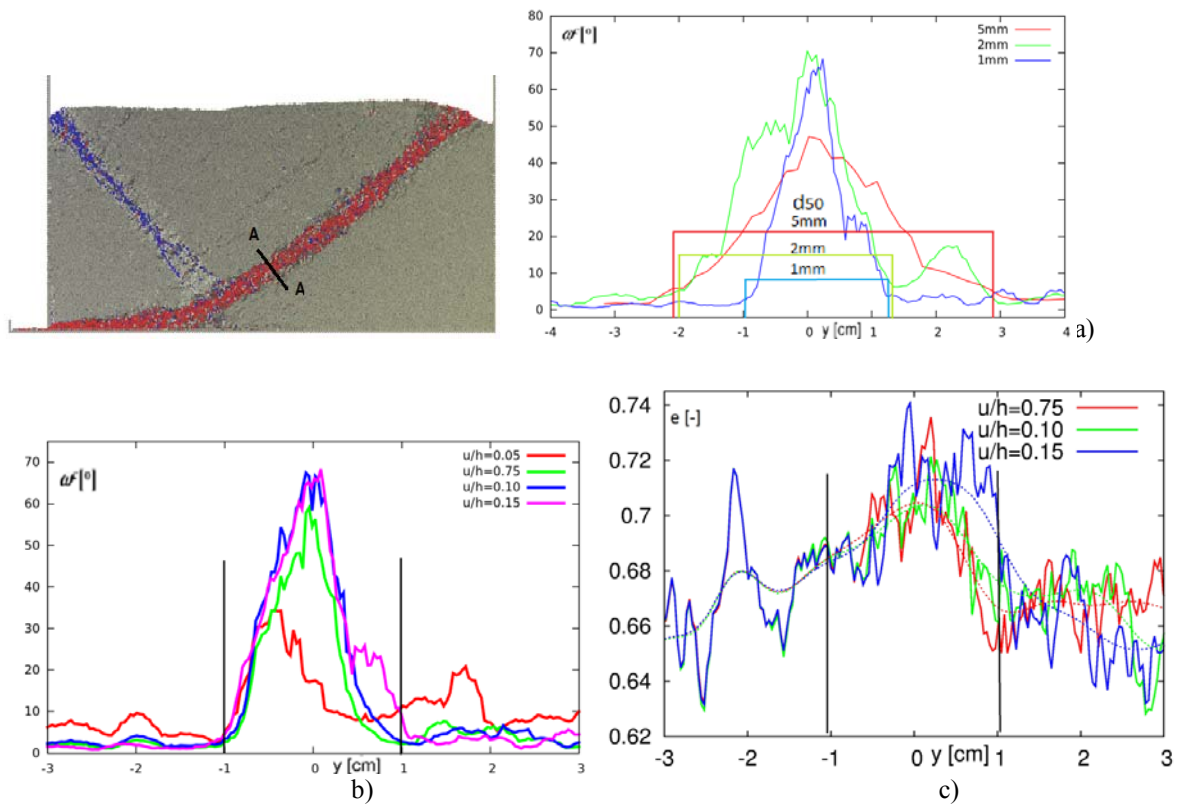 A
A
80
70
60
50
40
30
20
10
0
ω[°]
5mm
2mm
1mm
d50
5mm
2mm
1mm
-4 -3 -2 -1 0 1 2 3 4
y [cm]
a)
70
60
50
40
30
20
10
0
ω[°]
u/h=0.05
u/h=0.75
u/h=0.10
u/h=0.15
-3 -2 -1 0 1 2 3
y [cm]
b)
0.74
0.72
0.7
0.68
0.66
0.64
0.62
e [-]
u/h=0.75
u/h=0.10
u/h=0.15
-3 -2 -1 0 y [cm] 1 2 3
c)